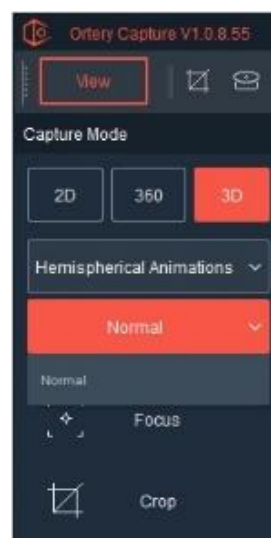 Ortery Capture V1.0.8.55
View
Capture Mode
2D 360 3D
Hemispherical Animations
Normal
Normal
Focus
Crop